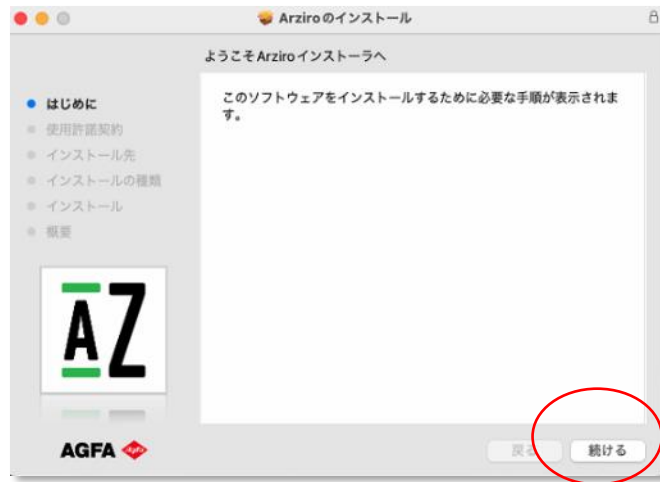 Arziroのインストール
ようこそArziroインストーラへ
はじめに
使用許諾契約
インストール先
インストールの種類
インストール
概要
このソフトウェアをインストールするために必要な手順が表示されま
す。
AZ
AGFA
戻る
続ける